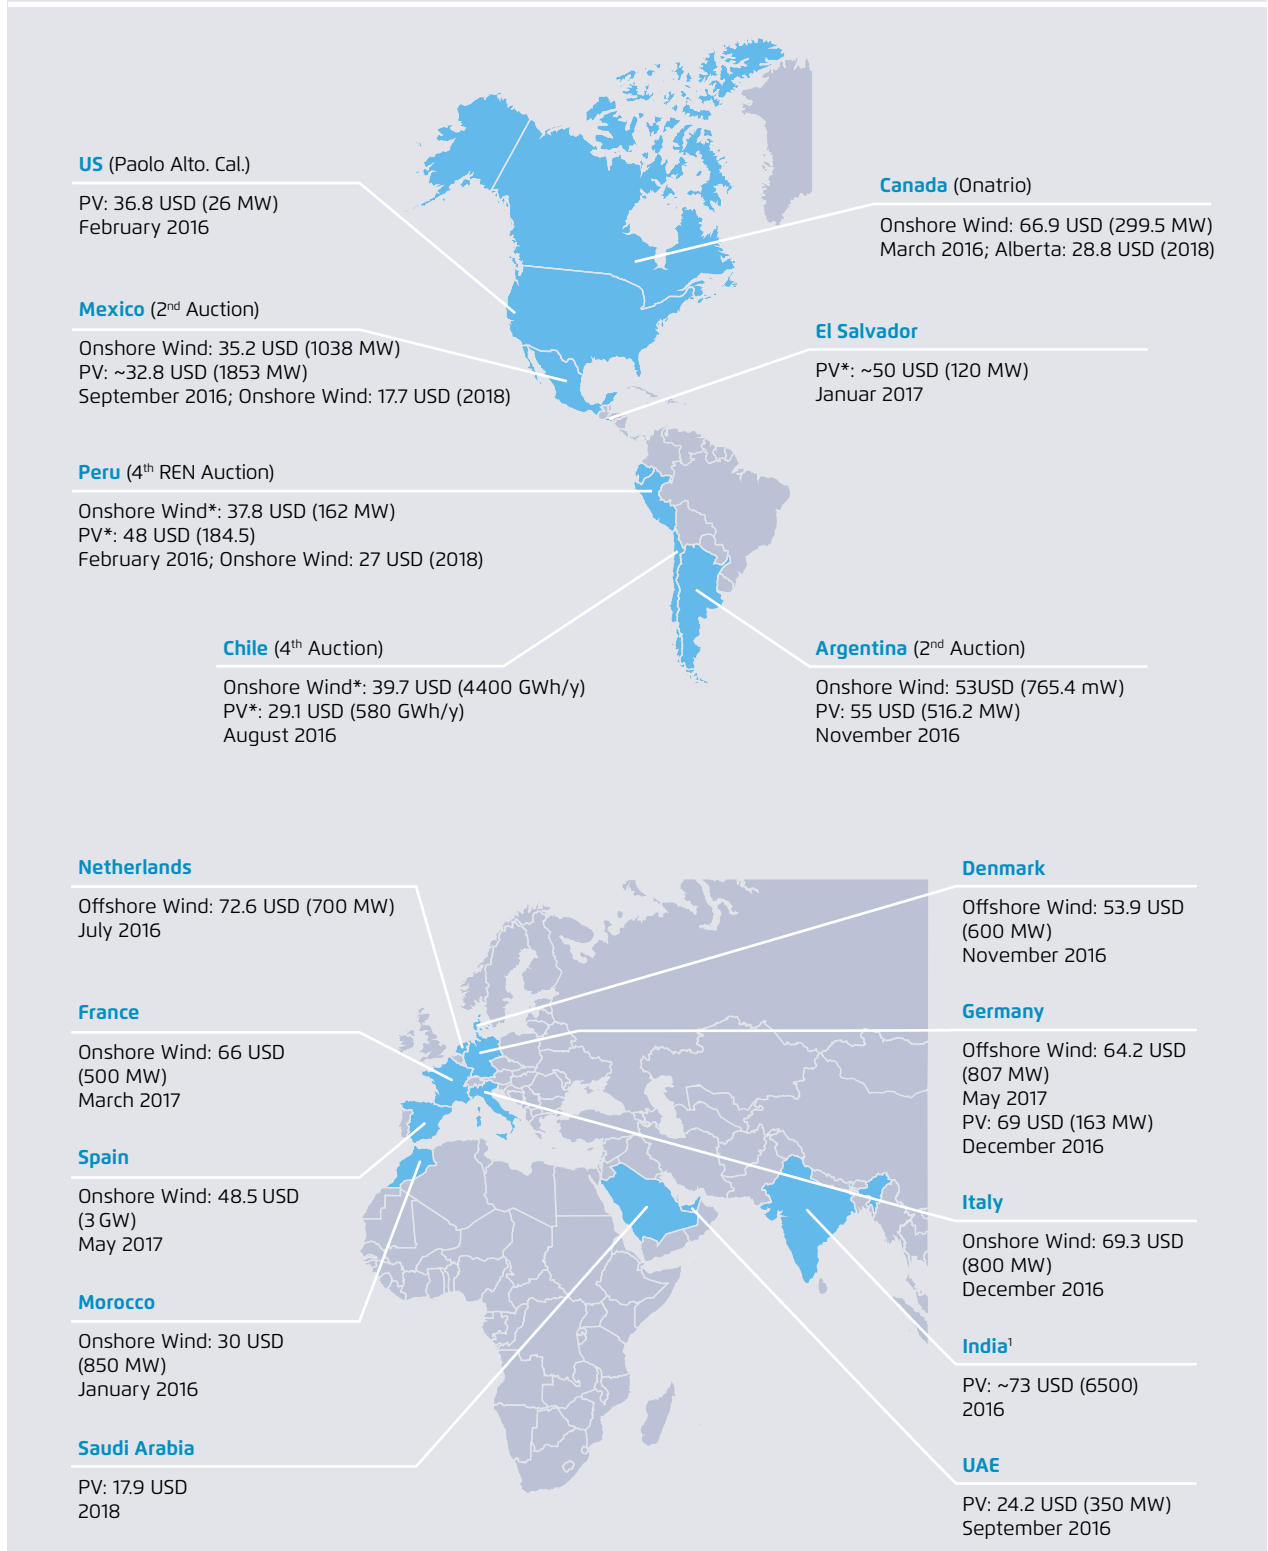 US (Paolo Alto. Cal.)
PV: 36.8 USD (26 MW)
February 2016
Canada (Onatrio)
Onshore Wind: 66.9 USD (299.5 MW)
March 2016; Alberta: 28.8 USD (2018)
Mexico (2nd Auction)
Onshore Wind: 35.2 USD (1038 MW)
PV: ~32.8 USD (1853 MW)
September 2016; Onshore Wind: 17.7 USD (2018)
El Salvador
PV*: ~50 USD (120 MW)
Januar 2017
Peru (4th REN Auction)
Onshore Wind*: 37.8 USD (162 MW)
PV*: 48 USD (184.5)
February 2016; Onshore Wind: 27 USD (2018)
Chile (4th Auction)
Onshore Wind*: 39.7 USD (4400 GWh/y)
PV*: 29.1 USD (580 GWh/y)
August 2016
Argentina (2nd Auction)
Onshore Wind: 53USD (765.4 mW)
PV: 55 USD (516.2 MW)
November 2016
Netherlands
Offshore Wind: 72.6 USD (700 MW)
July 2016
France
Onshore Wind: 66 USD
(500 MW)
March 2017
Spain
Onshore Wind: 48.5 USD
(3 GW)
May 2017
Morocco
Onshore Wind: 30 USD
(850 MW)
January 2016
Saudi Arabia
PV: 17.9 USD
2018
Denmark
Offshore Wind: 53.9 USD
(600 MW)
November 2016
Germany
Offshore Wind: 64.2 USD
(807 MW)
May 2017
PV: 69 USD (163 MW)
December 2016
Italy
Onshore Wind: 69.3 USD
(800 MW)
December 2016
India¹
PV: ~73 USD (6500)
2016
UAE
PV: 24.2 USD (350 MW)
September 2016